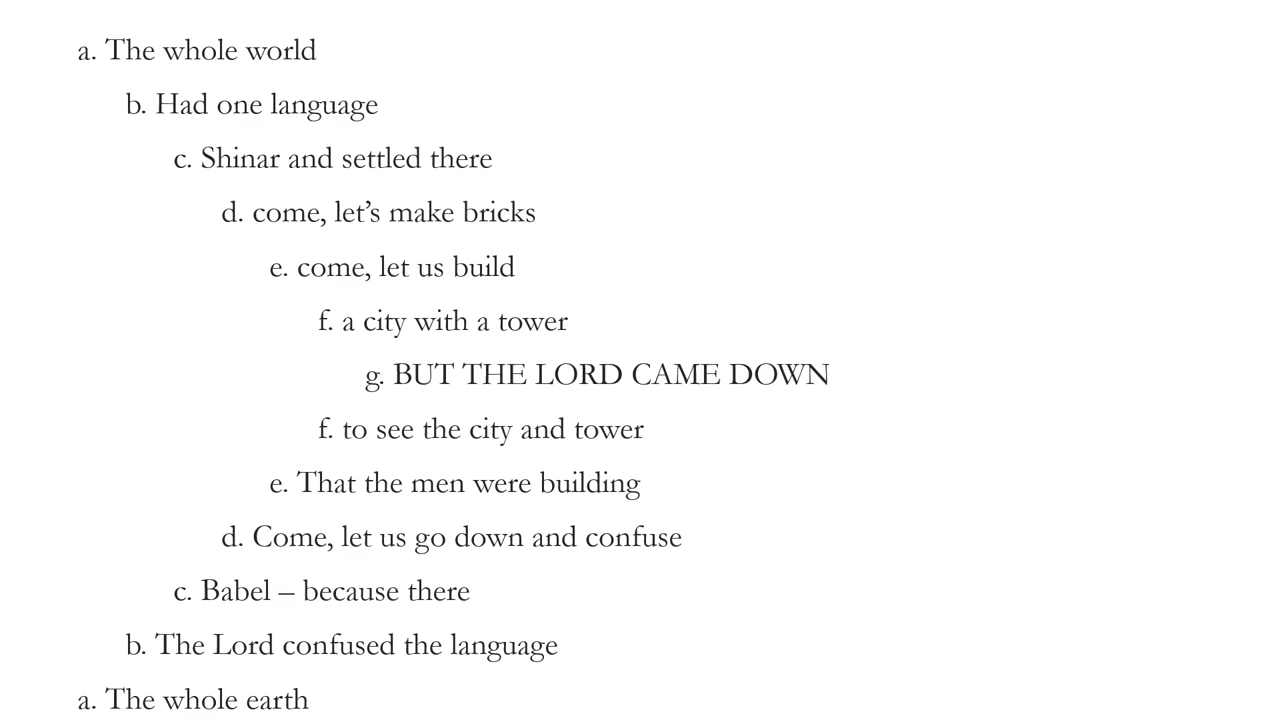 a. The whole world
b. Had one language
c. Shinar and settled there
d. come, let’s make bricks
e. come, let us build
f. a city with a tower
g. BUT THE LORD CAME DOWN
f. to see the city and tower
e. That the men were building
d. Come, let us go down and confuse
c. Babel – because there
b. The Lord confused the language
a. The whole earth